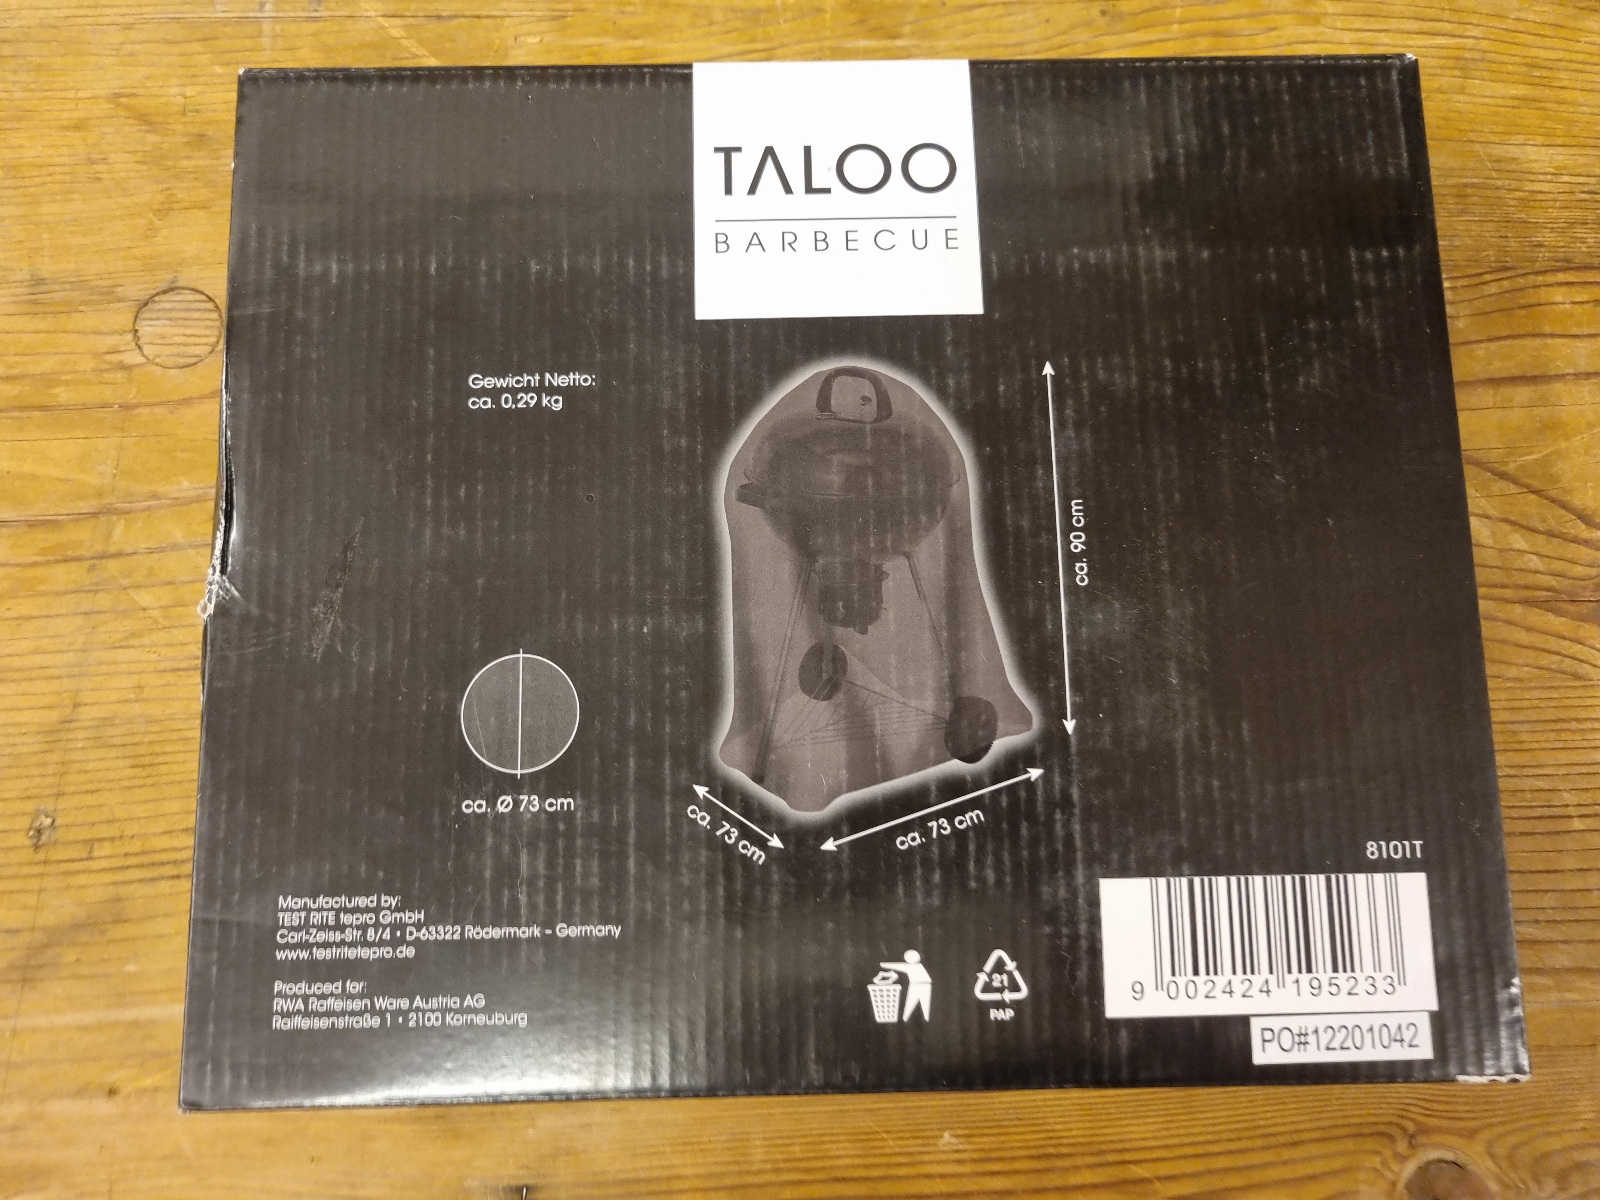 TALOO
BARBECUE
Gewicht Netto:
ca. 0,29 kg
ca. 90 cm
ca. Ø 73 cm
ca. 73 cm
ca. 73 cm
8101T
Manufactured by:
TEST RITE tepro GmbH
Carl-Zeiss-Str. 8/4 • D-63322 Rödermark – Germany
www.testritetepro.de
Produced for:
RWA Raiffeisen Ware Austria AG
Raiffeisenstraße 1 • 2100 Korneuburg
21
PAP
9 002424 195233
PO#12201042